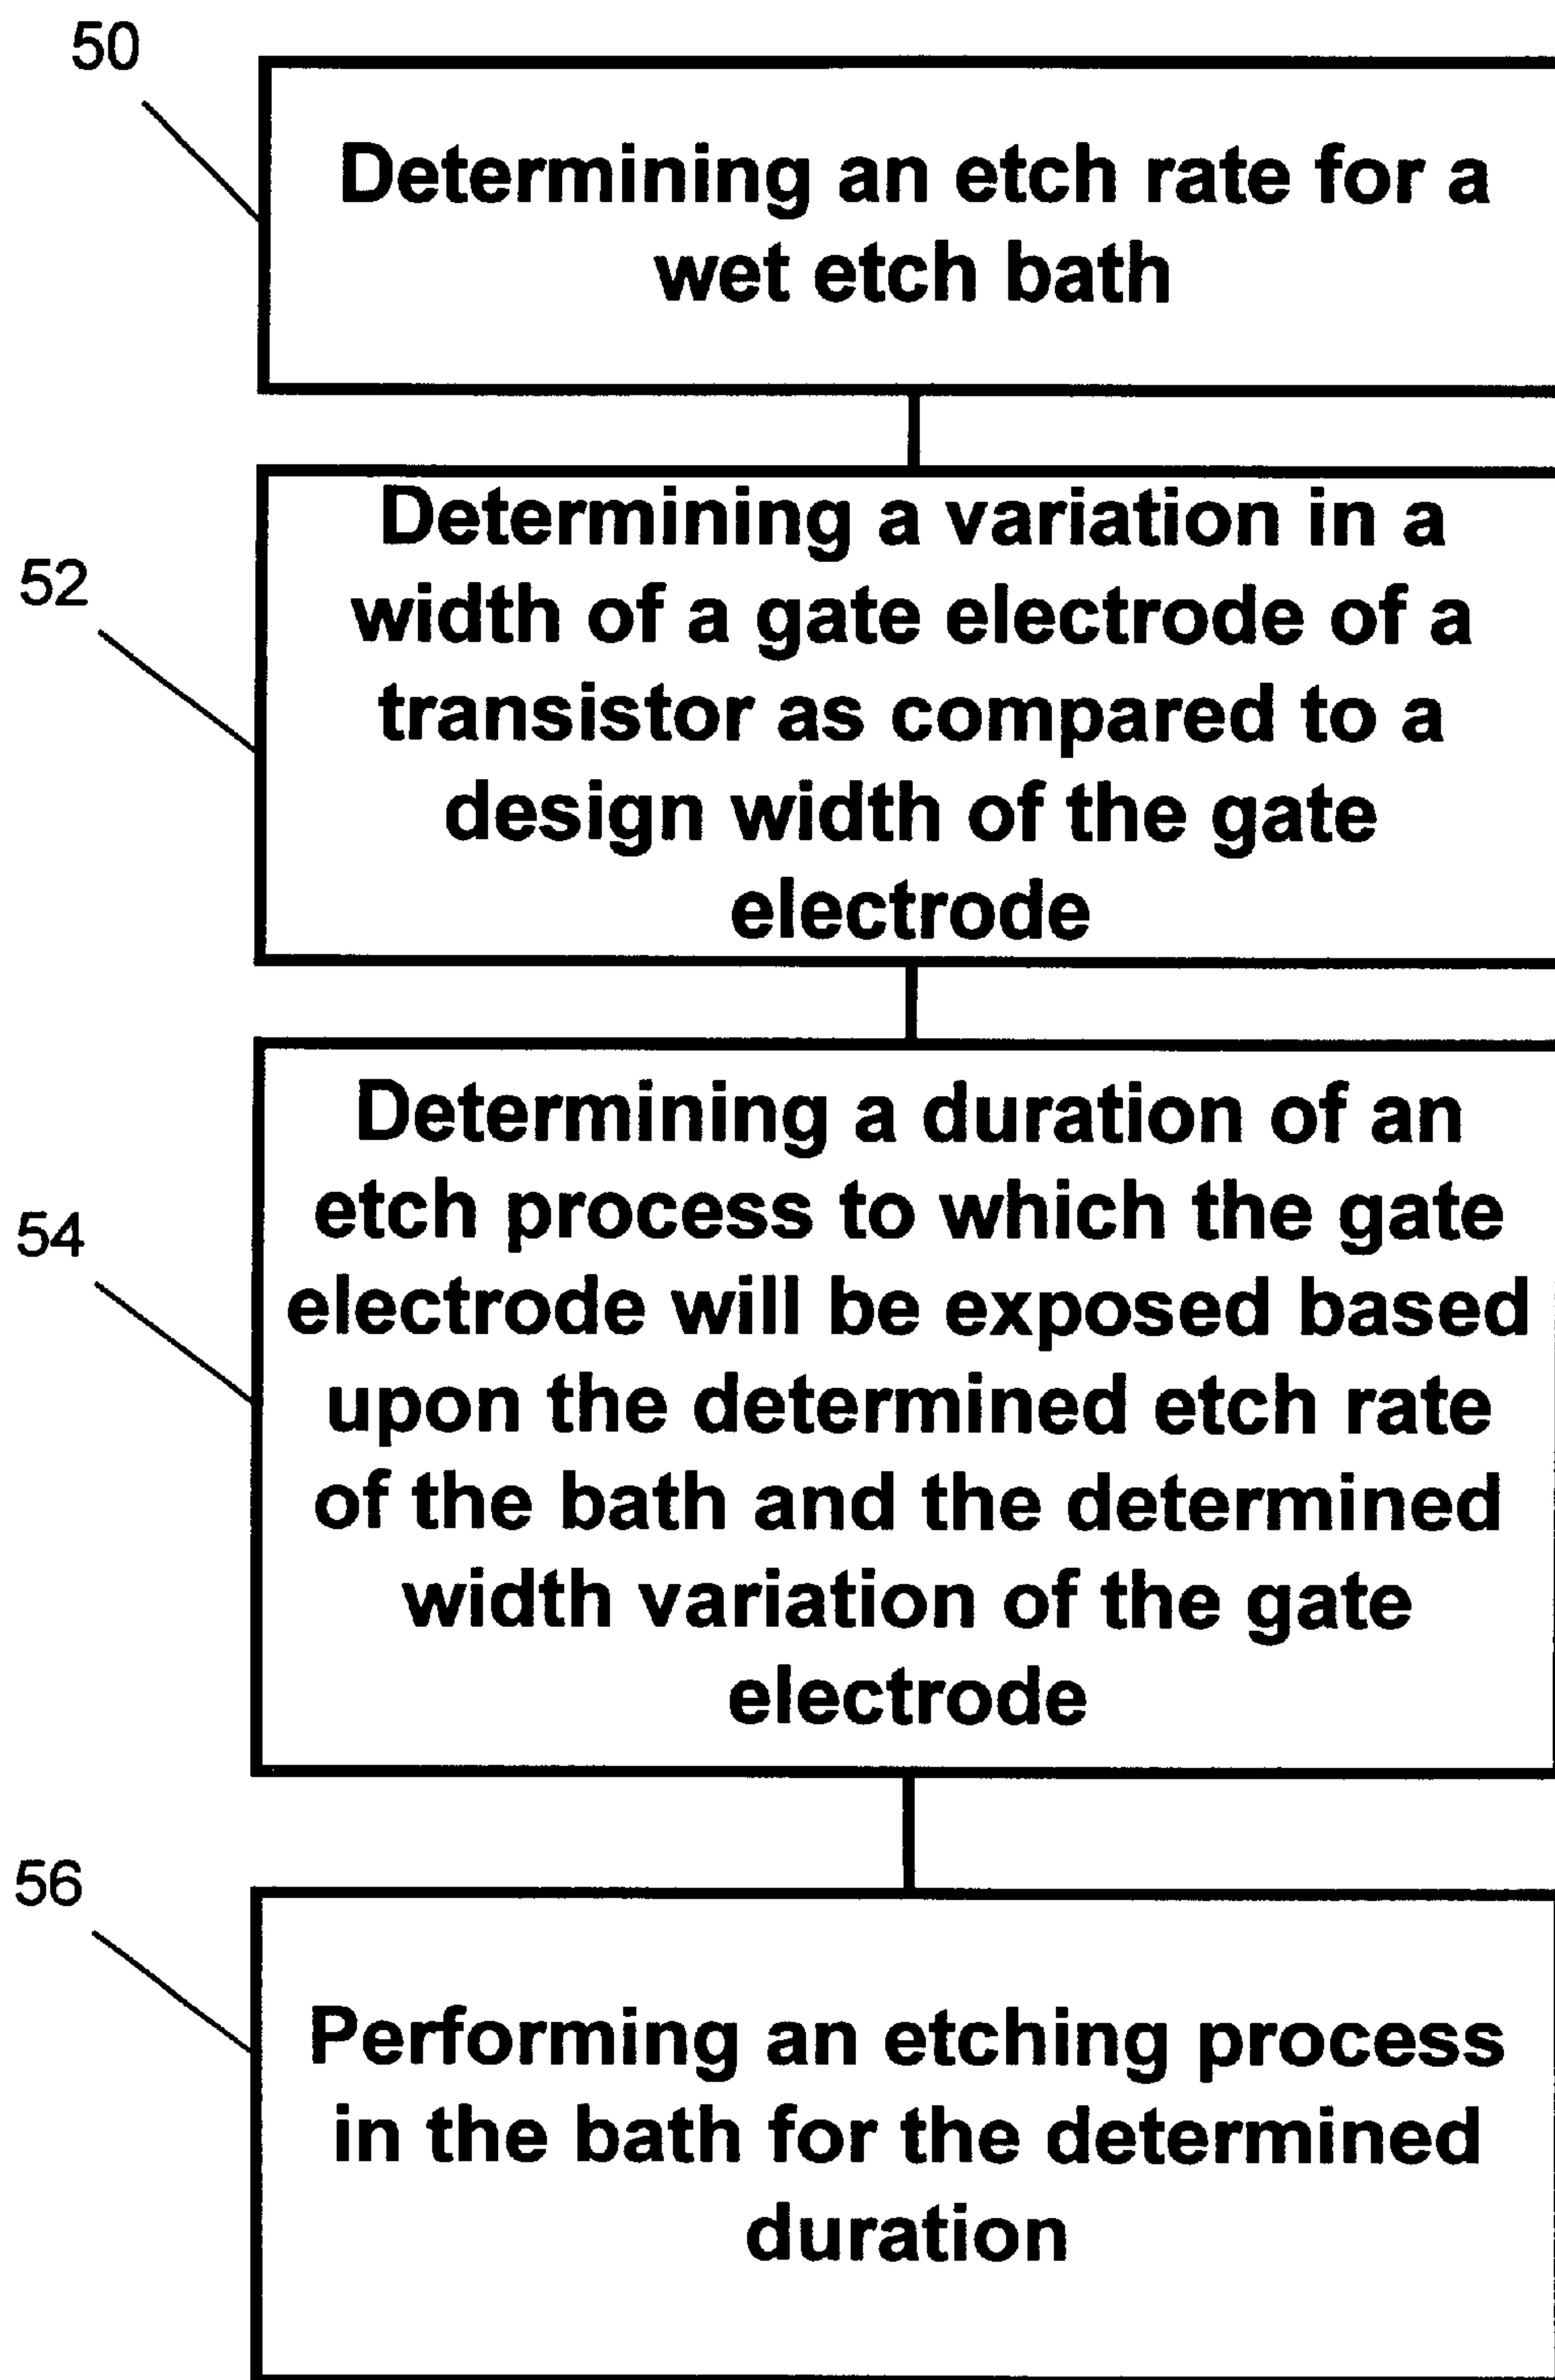 50
Determining an etch rate for a
wet etch bath
52
Determining a variation in a
width of a gate electrode of a
transistor as compared to a
design width of the gate
electrode
54
Determining a duration of an
etch process to which the gate
electrode will be exposed based
upon the determined etch rate
of the bath and the determined
width variation of the gate
electrode
56
Performing an etching process
in the bath for the determined
duration